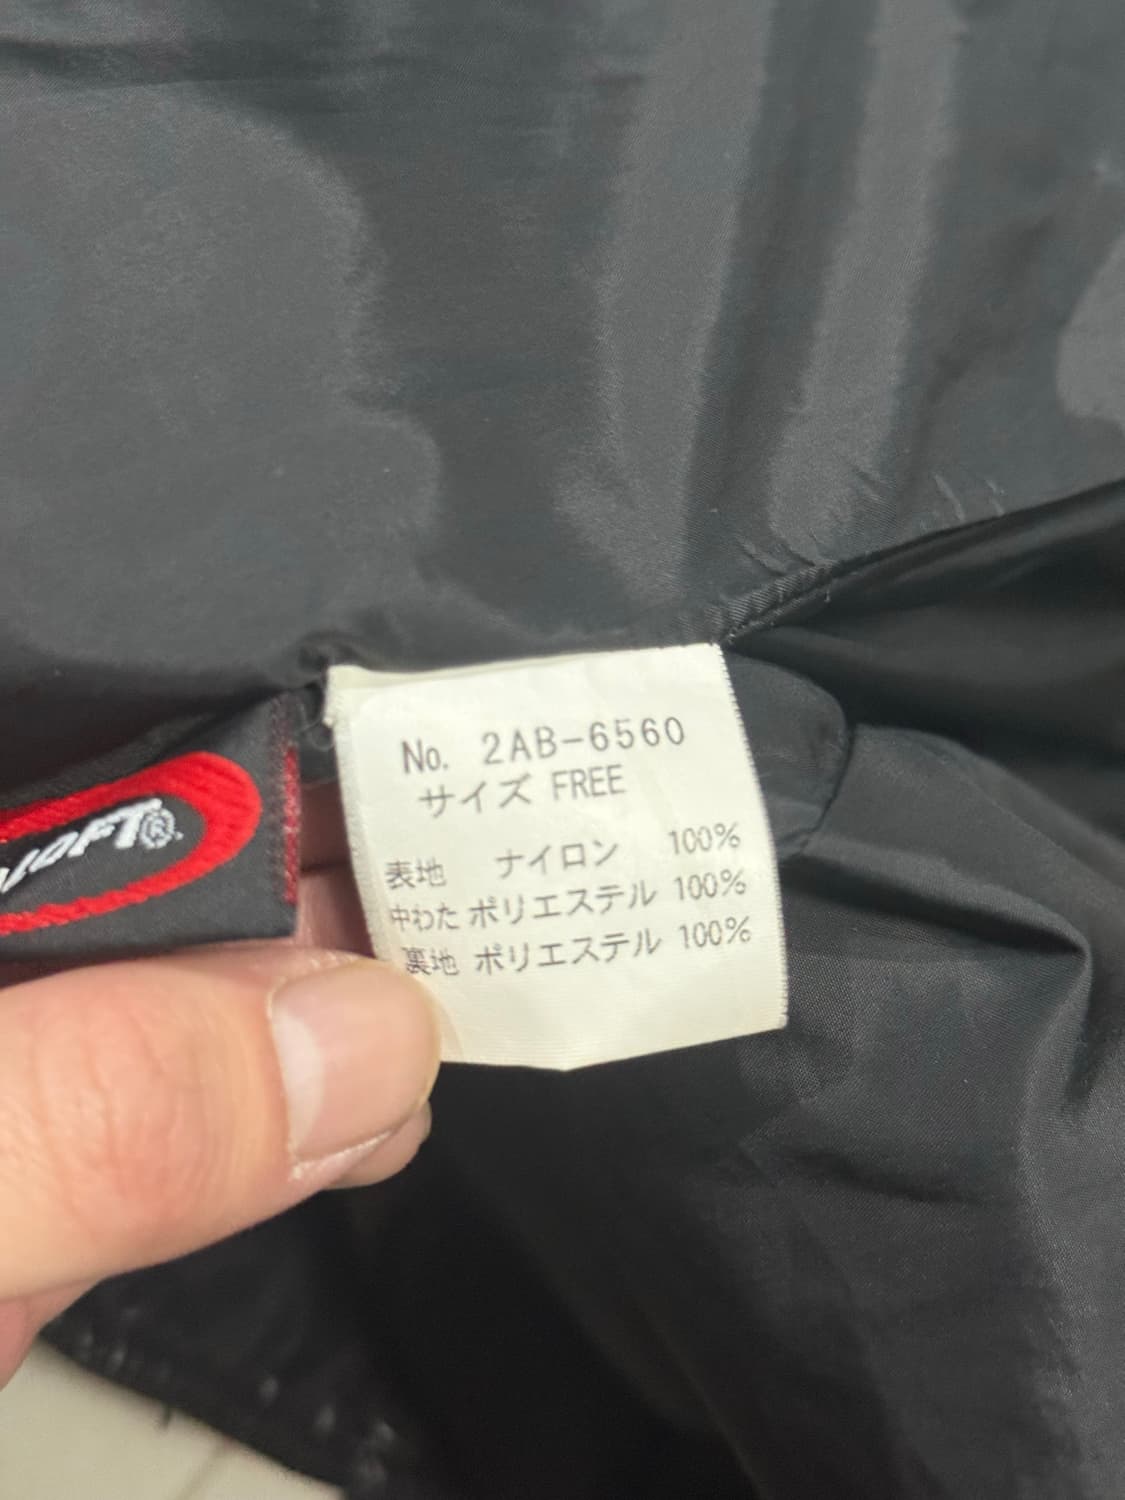 No. 2AB-6560
サイズ FREE
表地 ナイロン 100%
中わた ポリエステル 100%
裏地 ポリエステル 100%